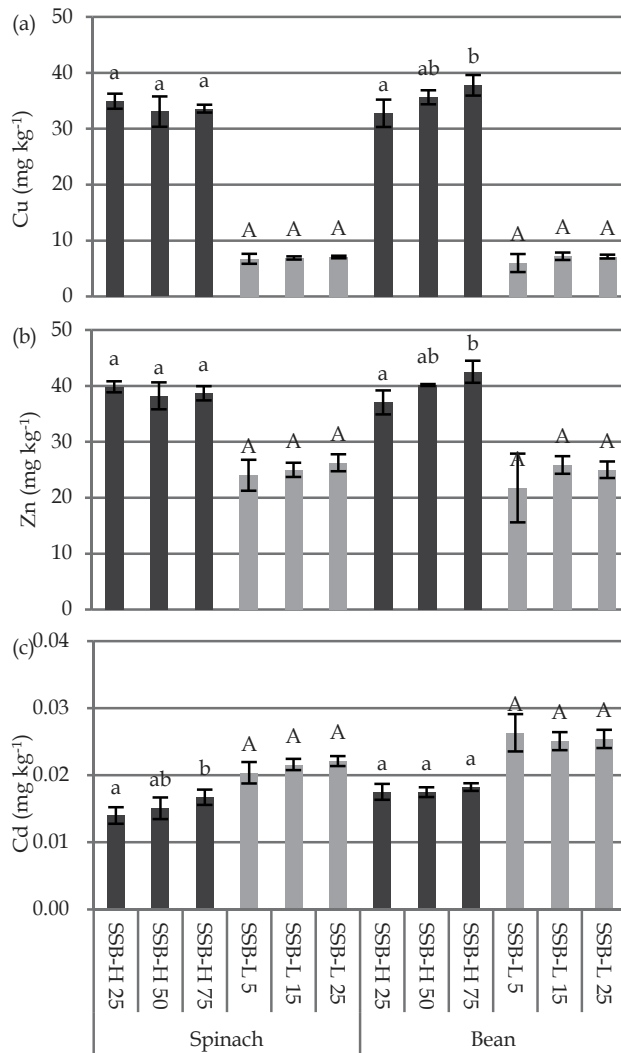 (a)
Cu (mg kg-1)
50
40
30
20
10
0
a a a A A A a ab b A A A
(b)
Zn (mg kg-1)
50
40
30
20
10
0
a a a A A A a ab b A A A
(c)
Cd (mg kg-1)
0.04
0.03
0.02
0.01
0.00
a ab b A A A a a a A A A
SSB-H 25
SSB-H 50
SSB-H 75
SSB-L 5
SSB-L 15
SSB-L 25
SSB-H 25
SSB-H 50
SSB-H 75
SSB-L 5
SSB-L 15
SSB-L 25
Spinach Bean